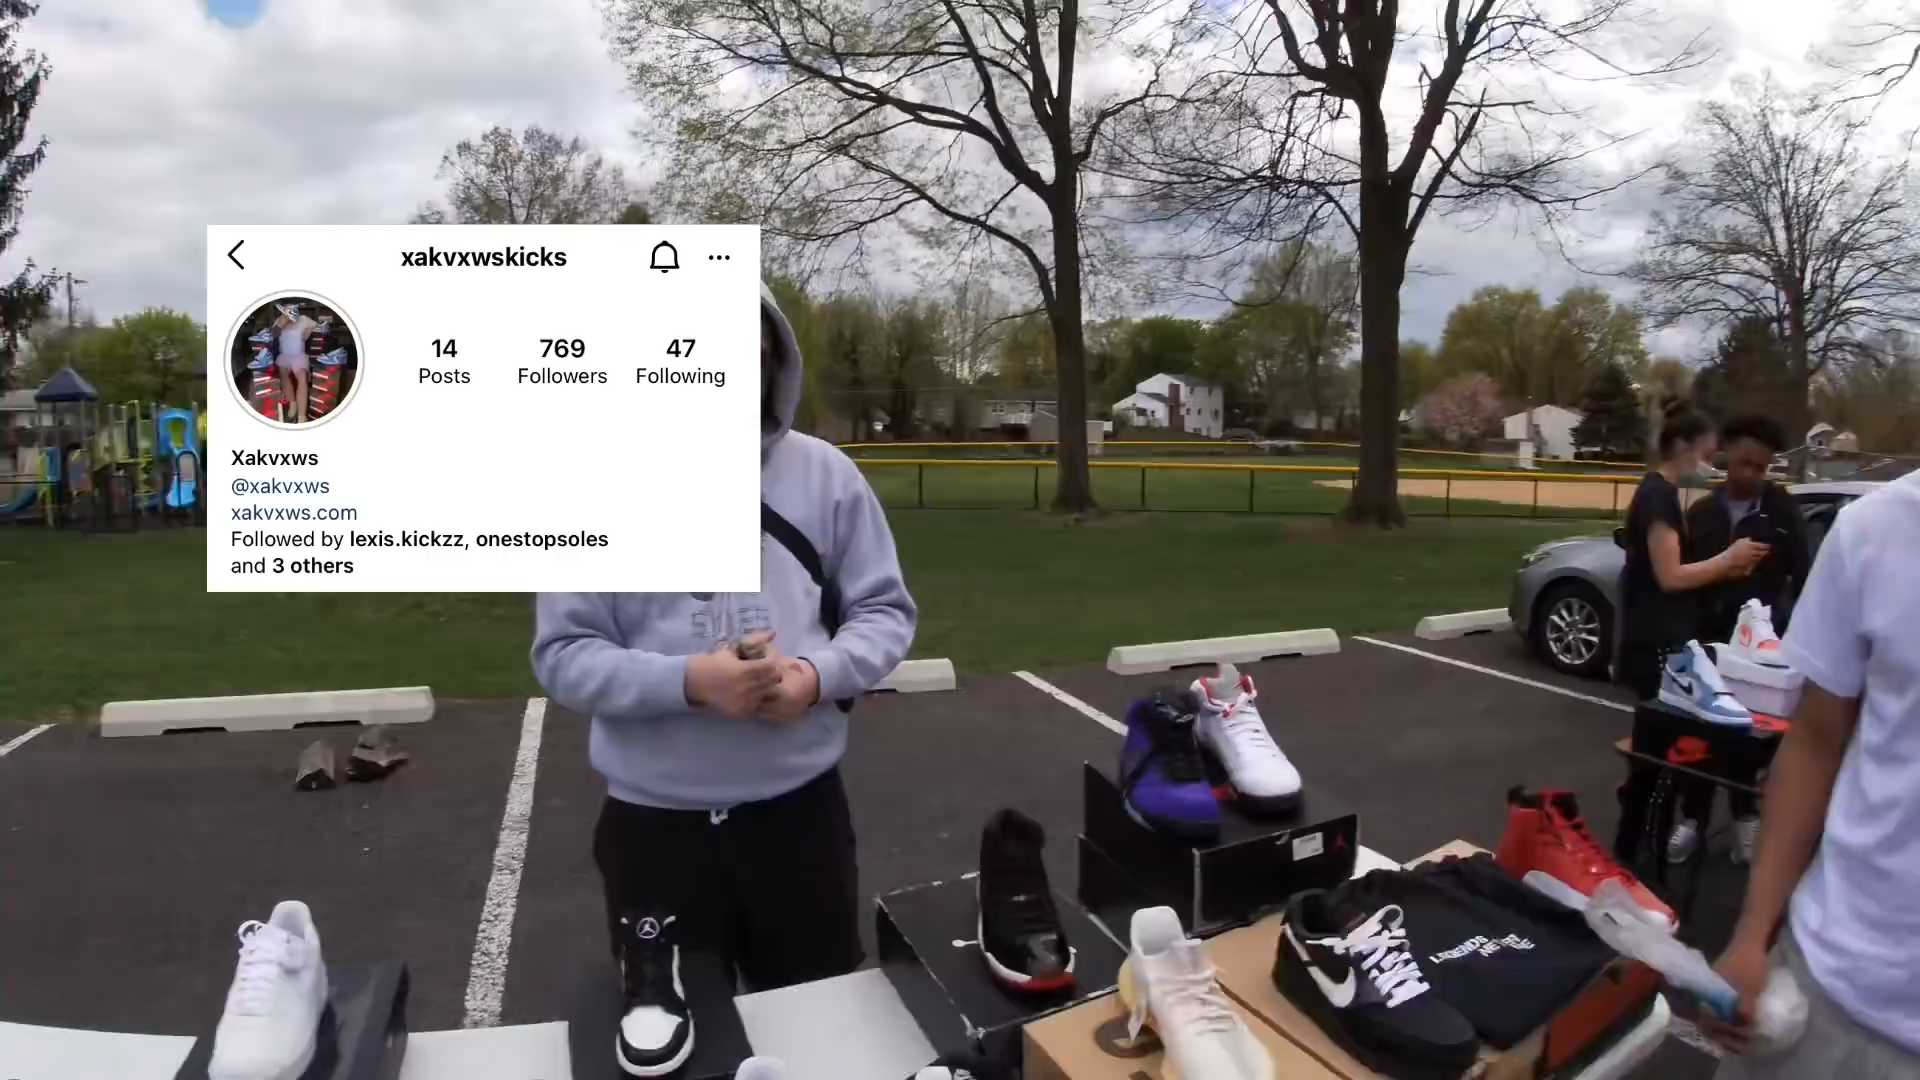 xakvxwskicks
14 769 47
Posts Followers Following
Xakvxws
@xakvxws
xakvxws.com
Followed by lexis.kickzz, onestopsoles
and 3 others
LEGENDS
NEVER
DIE